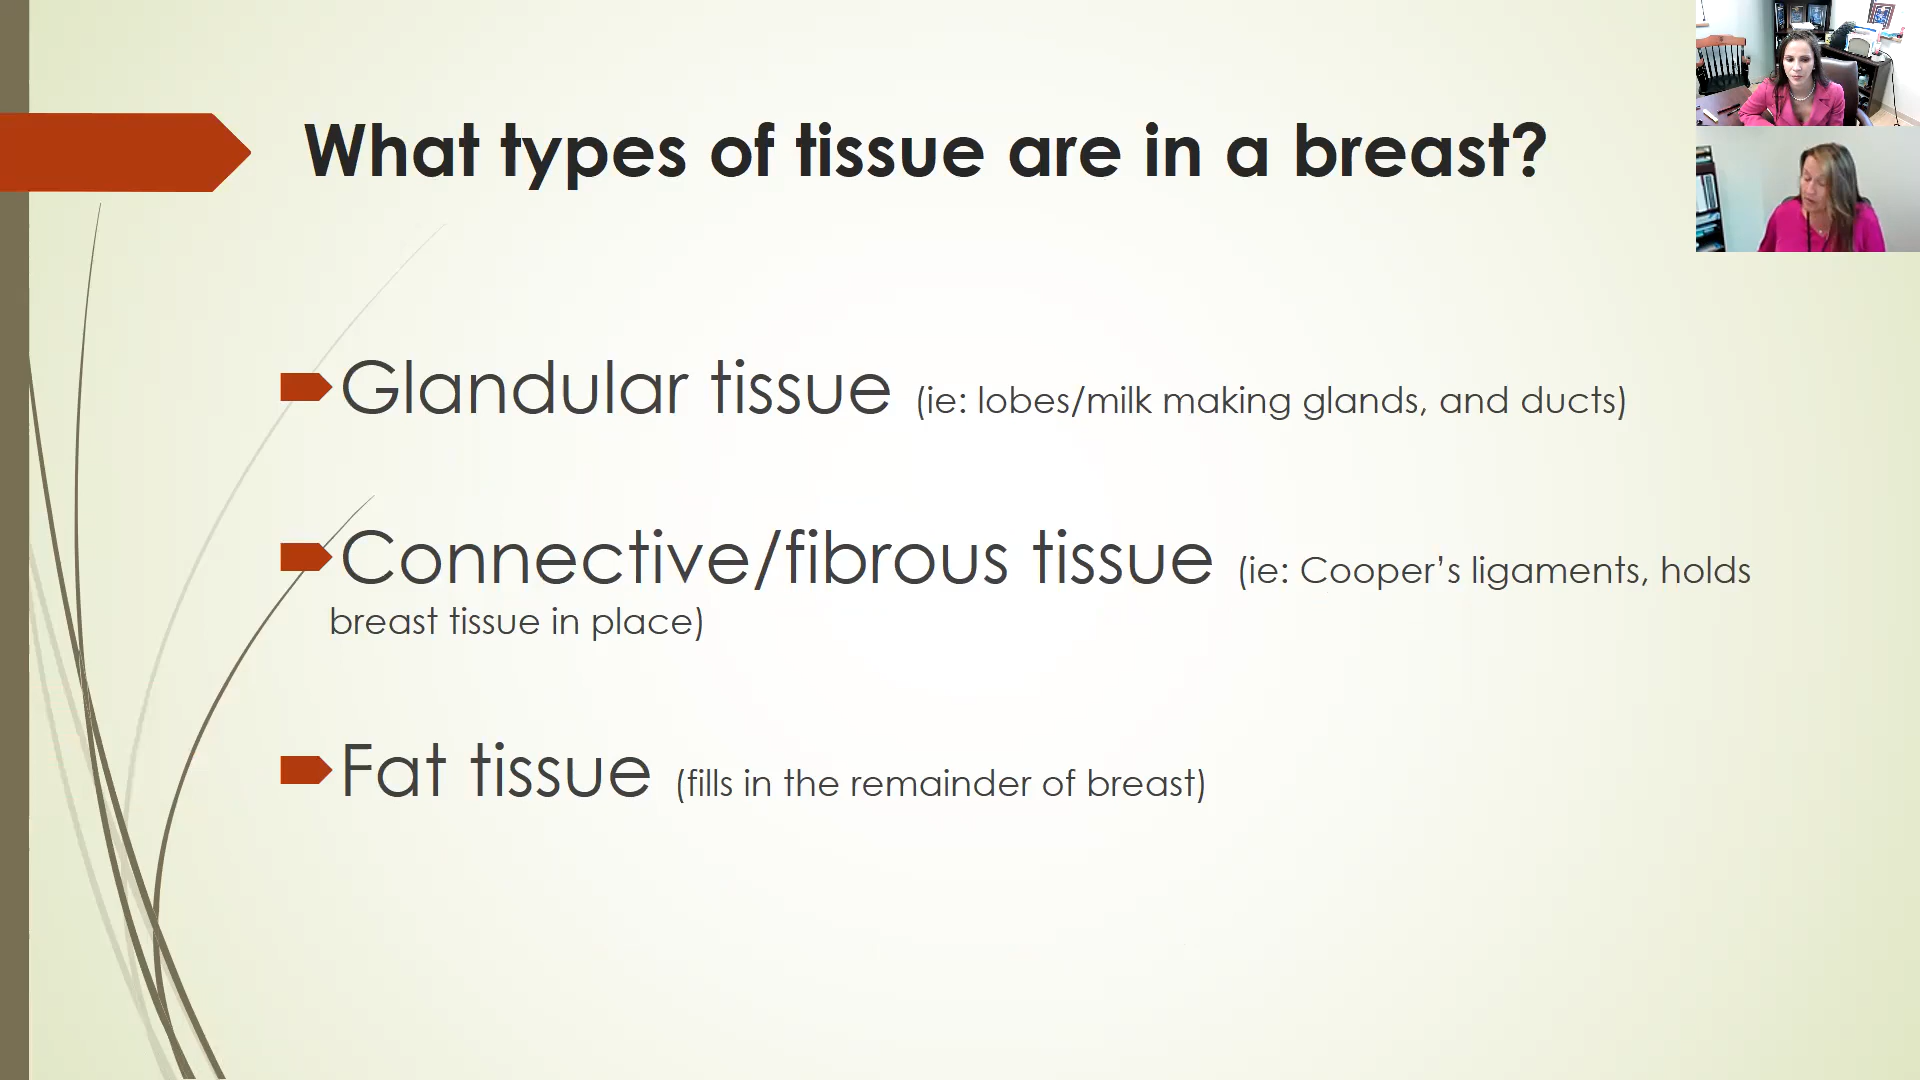 What types of tissue are in a breast?
Glandular tissue (ie: lobes/milk making glands, and ducts)
Connective/fibrous tissue (ie: Cooper’s ligaments, holds
breast tissue in place)
Fat tissue (fills in the remainder of breast)